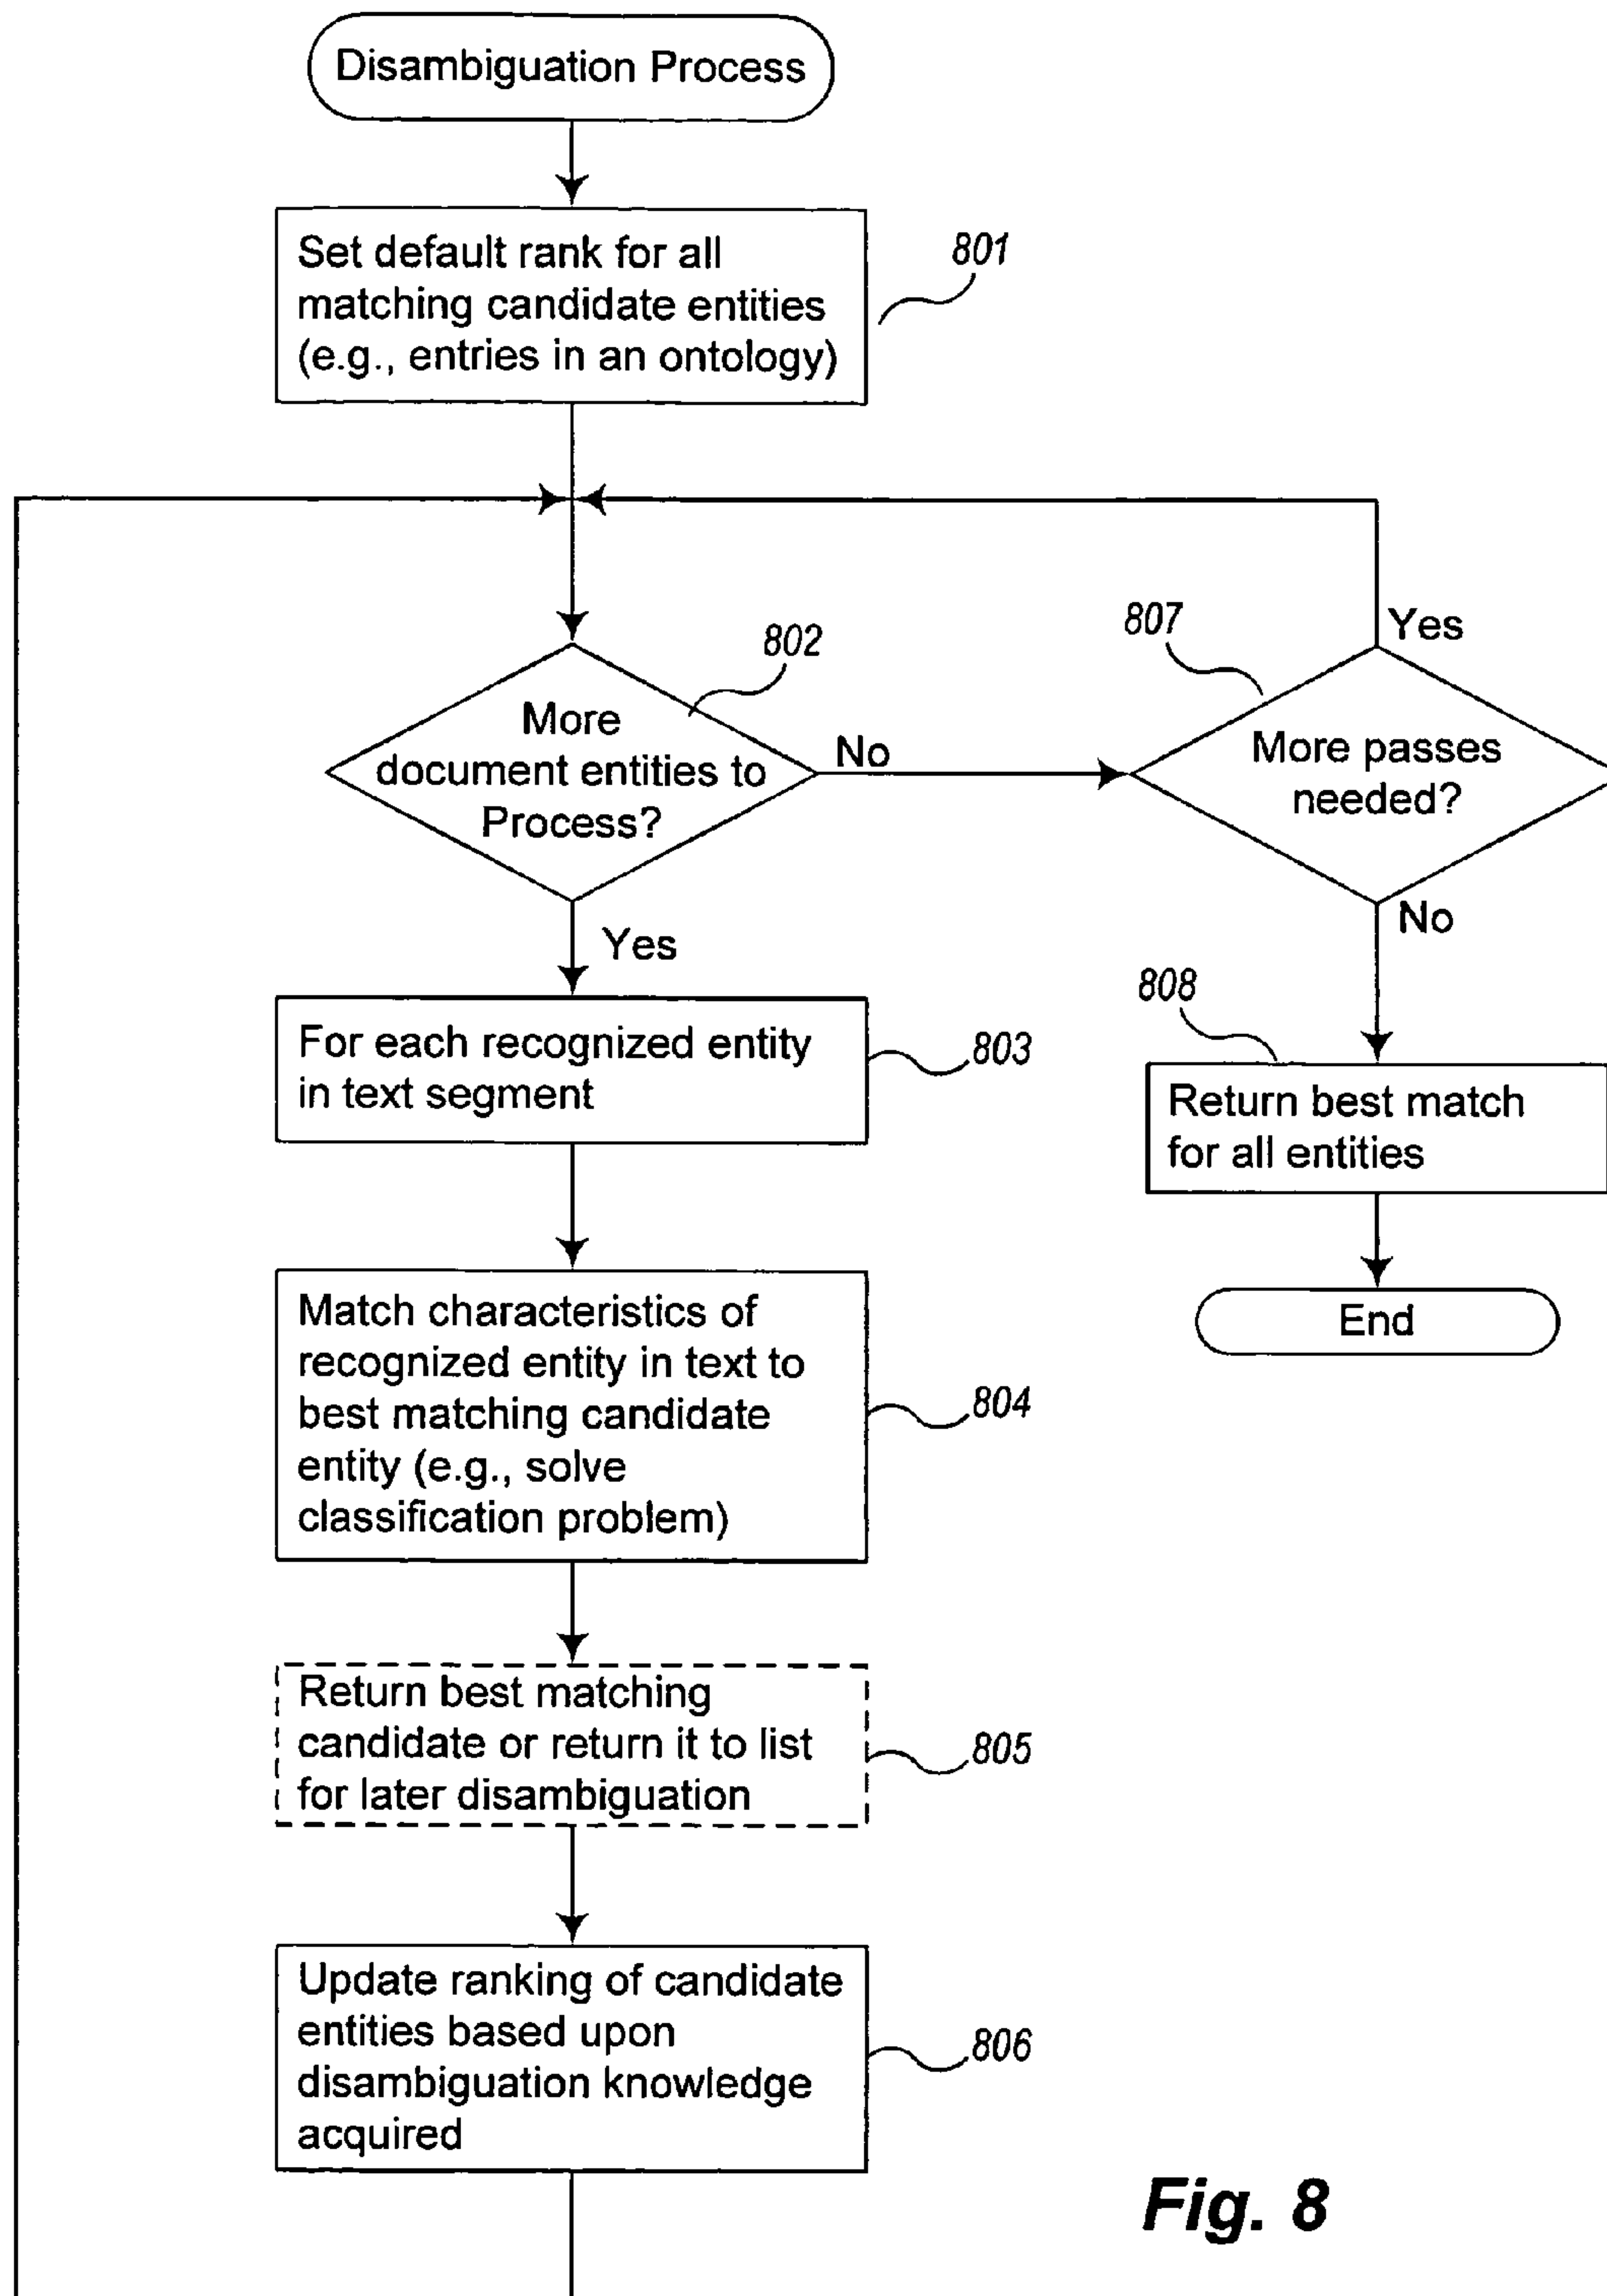 Disambiguation Process
Set default rank for all
matching candidate entities
(e.g., entries in an ontology)
801
802
More
document entities to
Process?
No
Yes
807
More passes
needed?
Yes
No
For each recognized entity
in text segment
803
808
Return best match
for all entities
End
Match characteristics of
recognized entity in text to
best matching candidate
entity (e.g., solve
classification problem)
804
Return best matching
candidate or return it to list
for later disambiguation
805
Update ranking of candidate
entities based upon
disambiguation knowledge
acquired
806
Fig. 8